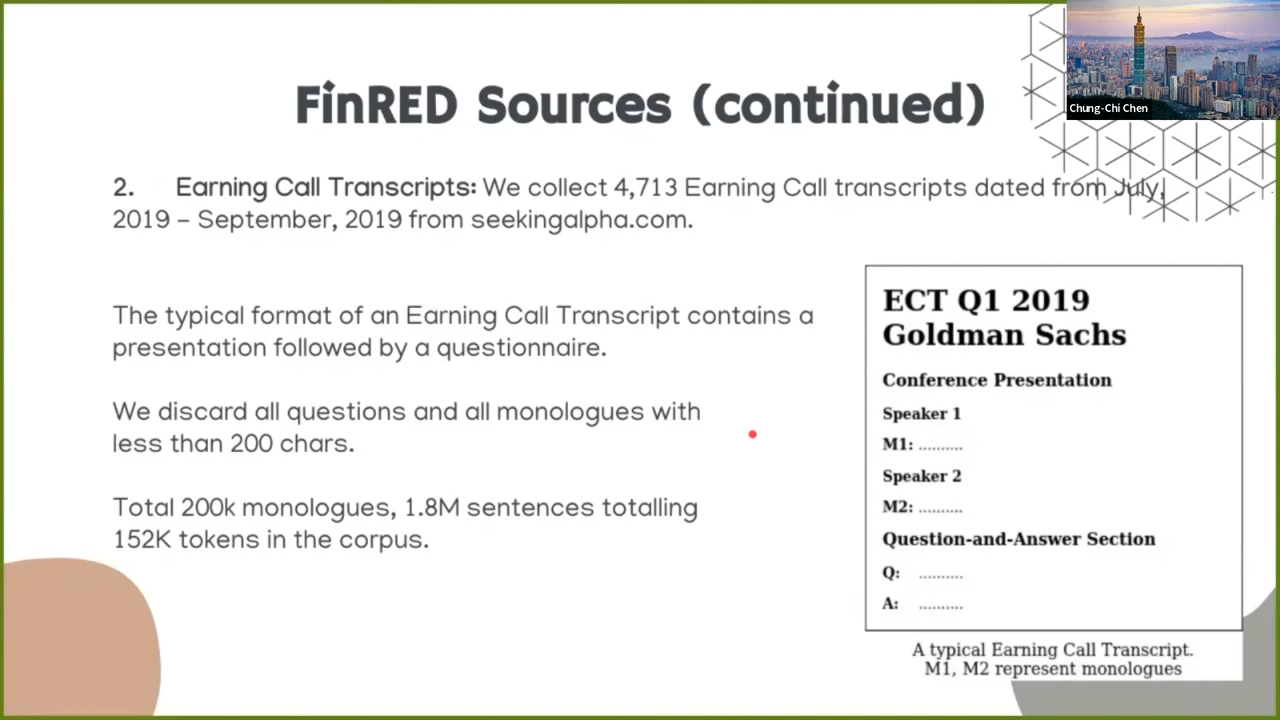 FinRED Sources (continued)
Chung-Chi Chen
2. Earning Call Transcripts: We collect 4,713 Earning Call transcripts dated from July,
2019 – September, 2019 from seekingalpha.com.
The typical format of an Earning Call Transcript contains a
presentation followed by a questionnaire.
We discard all questions and all monologues with
less than 200 chars.
Total 200k monologues, 1.8M sentences totalling
152K tokens in the corpus.
ECT Q1 2019
Goldman Sachs
Conference Presentation
Speaker 1
M1: ..........
Speaker 2
M2: ..........
Question-and-Answer Section
Q: ..........
A: ..........
A typical Earning Call Transcript.
M1, M2 represent monologues